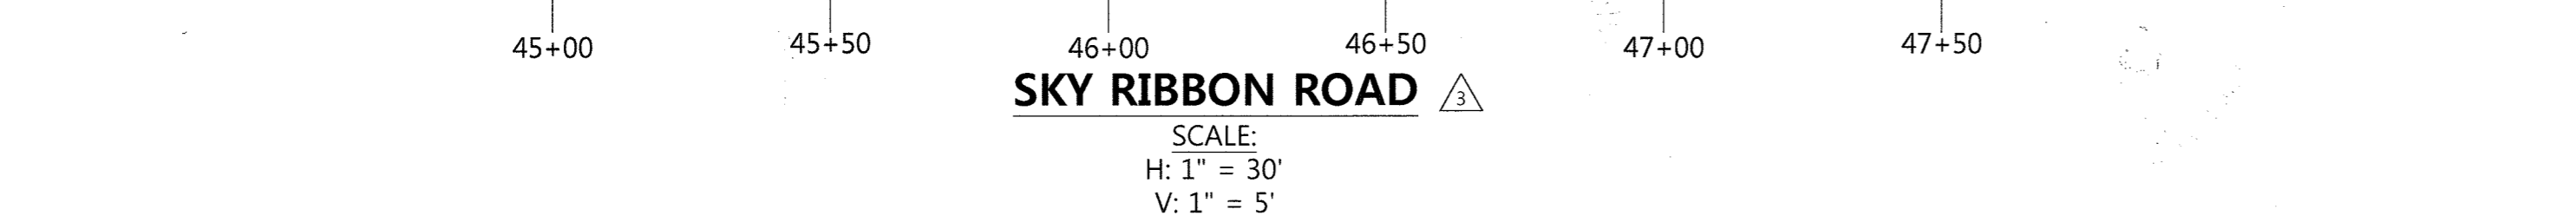 45+00 45+50 46+00 46+50 47+00 47+50
SKY RIBBON ROAD 3
SCALE:
H: 1" = 30'
V: 1" = 5'